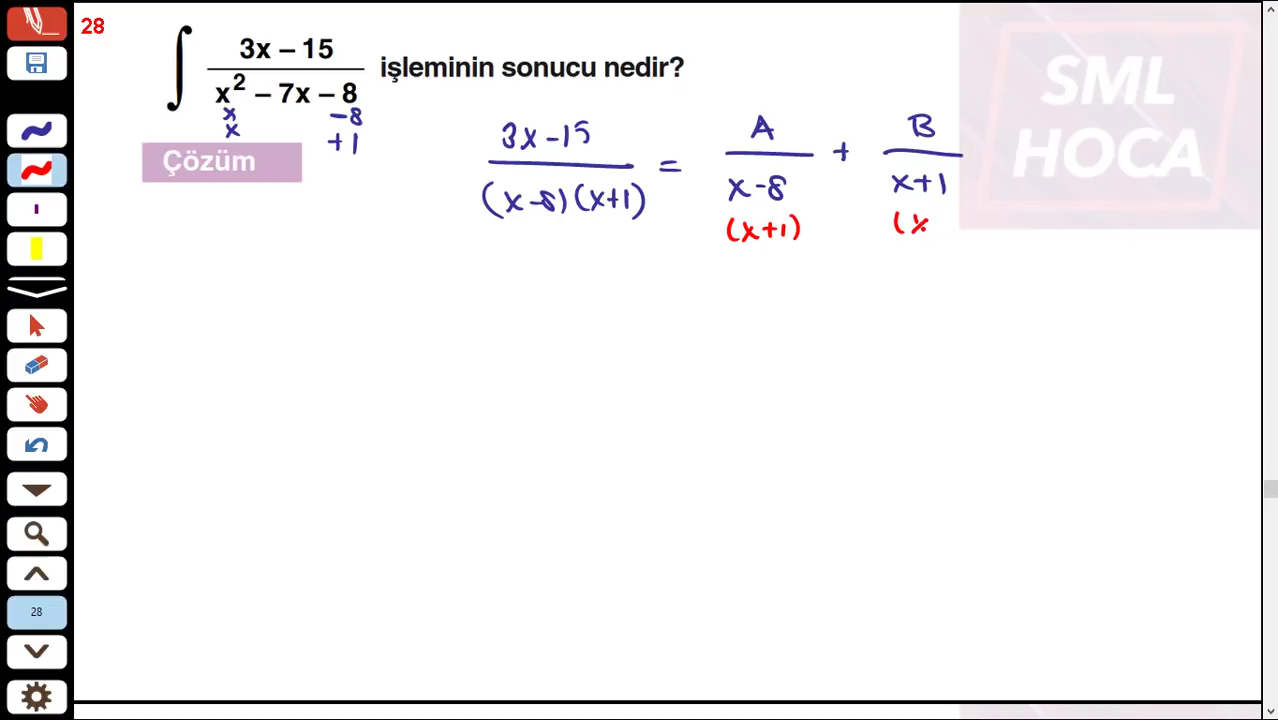 28
∫ 3x – 15 / x² – 7x – 8 işleminin sonucu nedir?
x -8
x +1
Çözüm
3x-15 / (x-8)(x+1) = A / x-8 + B / x+1
(x+1) (x
SML
HOCA
28